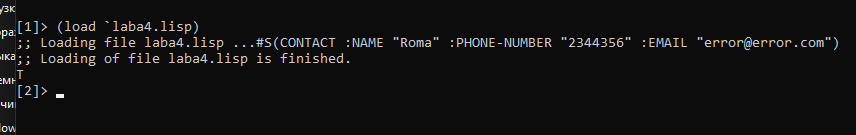 [1]> (load `laba4.lisp)
;; Loading file laba4.lisp ...#S(CONTACT :NAME "Roma" :PHONE-NUMBER "2344356" :EMAIL "error@error.com")
;; Loading of file laba4.lisp is finished.
T
[2]>